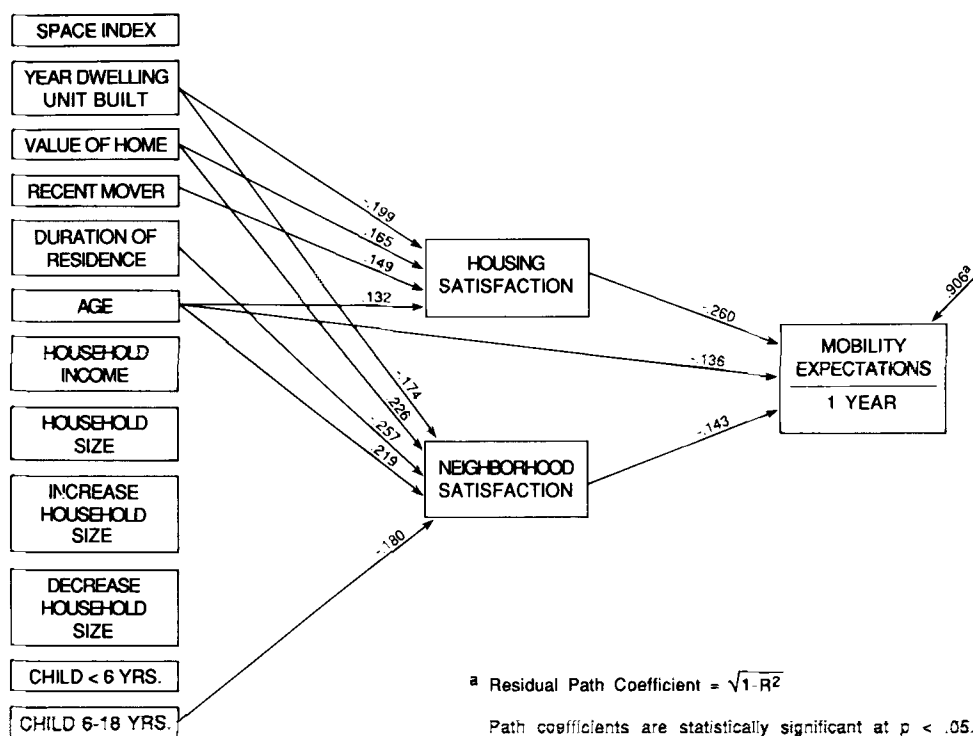 SPACE INDEX
YEAR DWELLING
UNIT BUILT
VALUE OF HOME
RECENT MOVER
DURATION OF
RESIDENCE
AGE
HOUSEHOLD
INCOME
HOUSEHOLD
SIZE
INCREASE
HOUSEHOLD
SIZE
DECREASE
HOUSEHOLD
SIZE
CHILD < 6 YRS.
CHILD 6-18 YRS.
-.199
.165
.149
.132
-.174
.226
.257
.219
-.180
HOUSING
SATISFACTION
NEIGHBORHOOD
SATISFACTION
-.260
-.136
-.143
.906ᵃ
MOBILITY
EXPECTATIONS
1 YEAR
ᵃ Residual Path Coefficient = √1-R²
Path coefficients are statistically significant at p < .05.